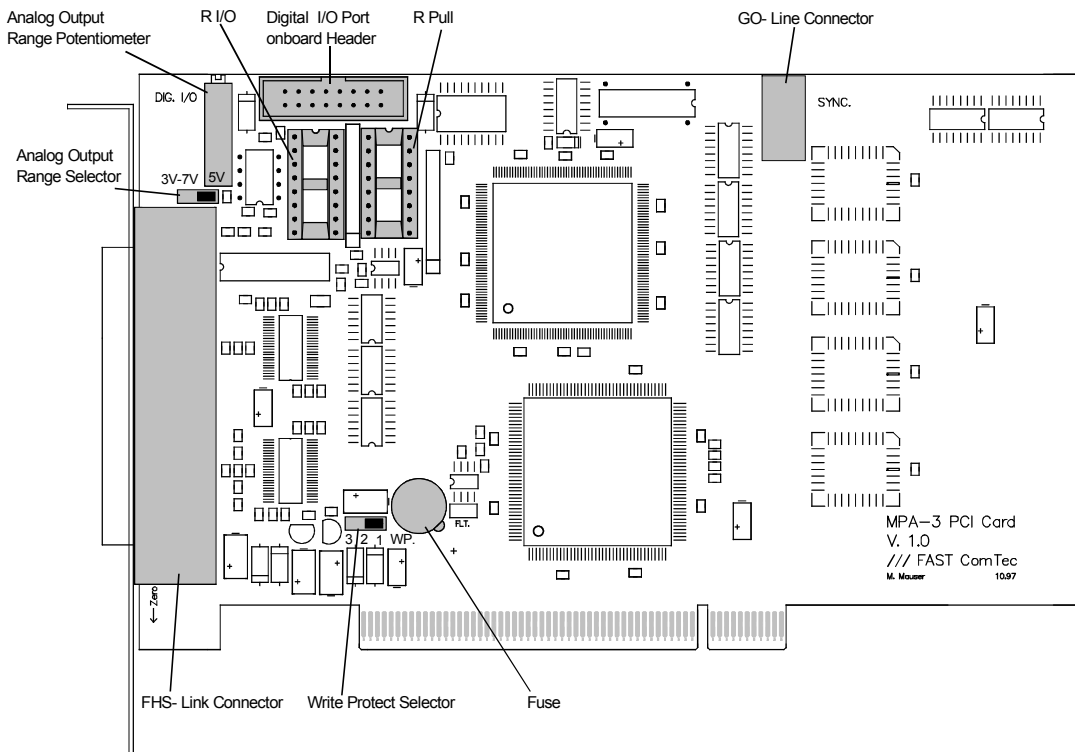 Analog Output
Range Potentiometer
R I/O
Digital I/O Port
onboard Header
R Pull
GO- Line Connector
DIG. I/O
SYNC.
Analog Output
Range Selector
3V-7V
5V
FLT.
3 2 1 WP.
MPA-3 PCI Card
V. 1.0
/// FAST ComTec
M. Mauser 10.97
← Zero
FHS- Link Connector
Write Protect Selector
Fuse